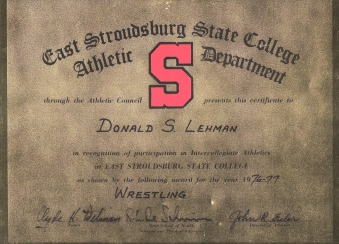 East Stroudsburg State College
Athletic S Department
through the Athletic Council presents this certificate to
DONALD S. LEHMAN
in recognition of participation in Intercollegiate Athletics
at EAST STROUDSBURG STATE COLLEGE
as shown by the following award for the year 1976-77
WRESTLING
Clyde H. John R.